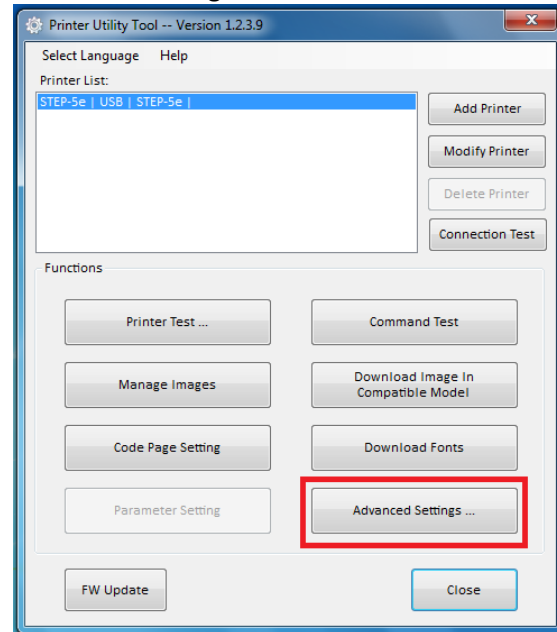 Printer Utility Tool -- Version 1.2.3.9
X
Select Language Help
Printer List:
STEP-5e | USB | STEP-5e |
Add Printer
Modify Printer
Delete Printer
Connection Test
Functions
Printer Test ...
Command Test
Manage Images
Download Image In
Compatible Model
Code Page Setting
Download Fonts
Parameter Setting
Advanced Settings ...
FW Update
Close